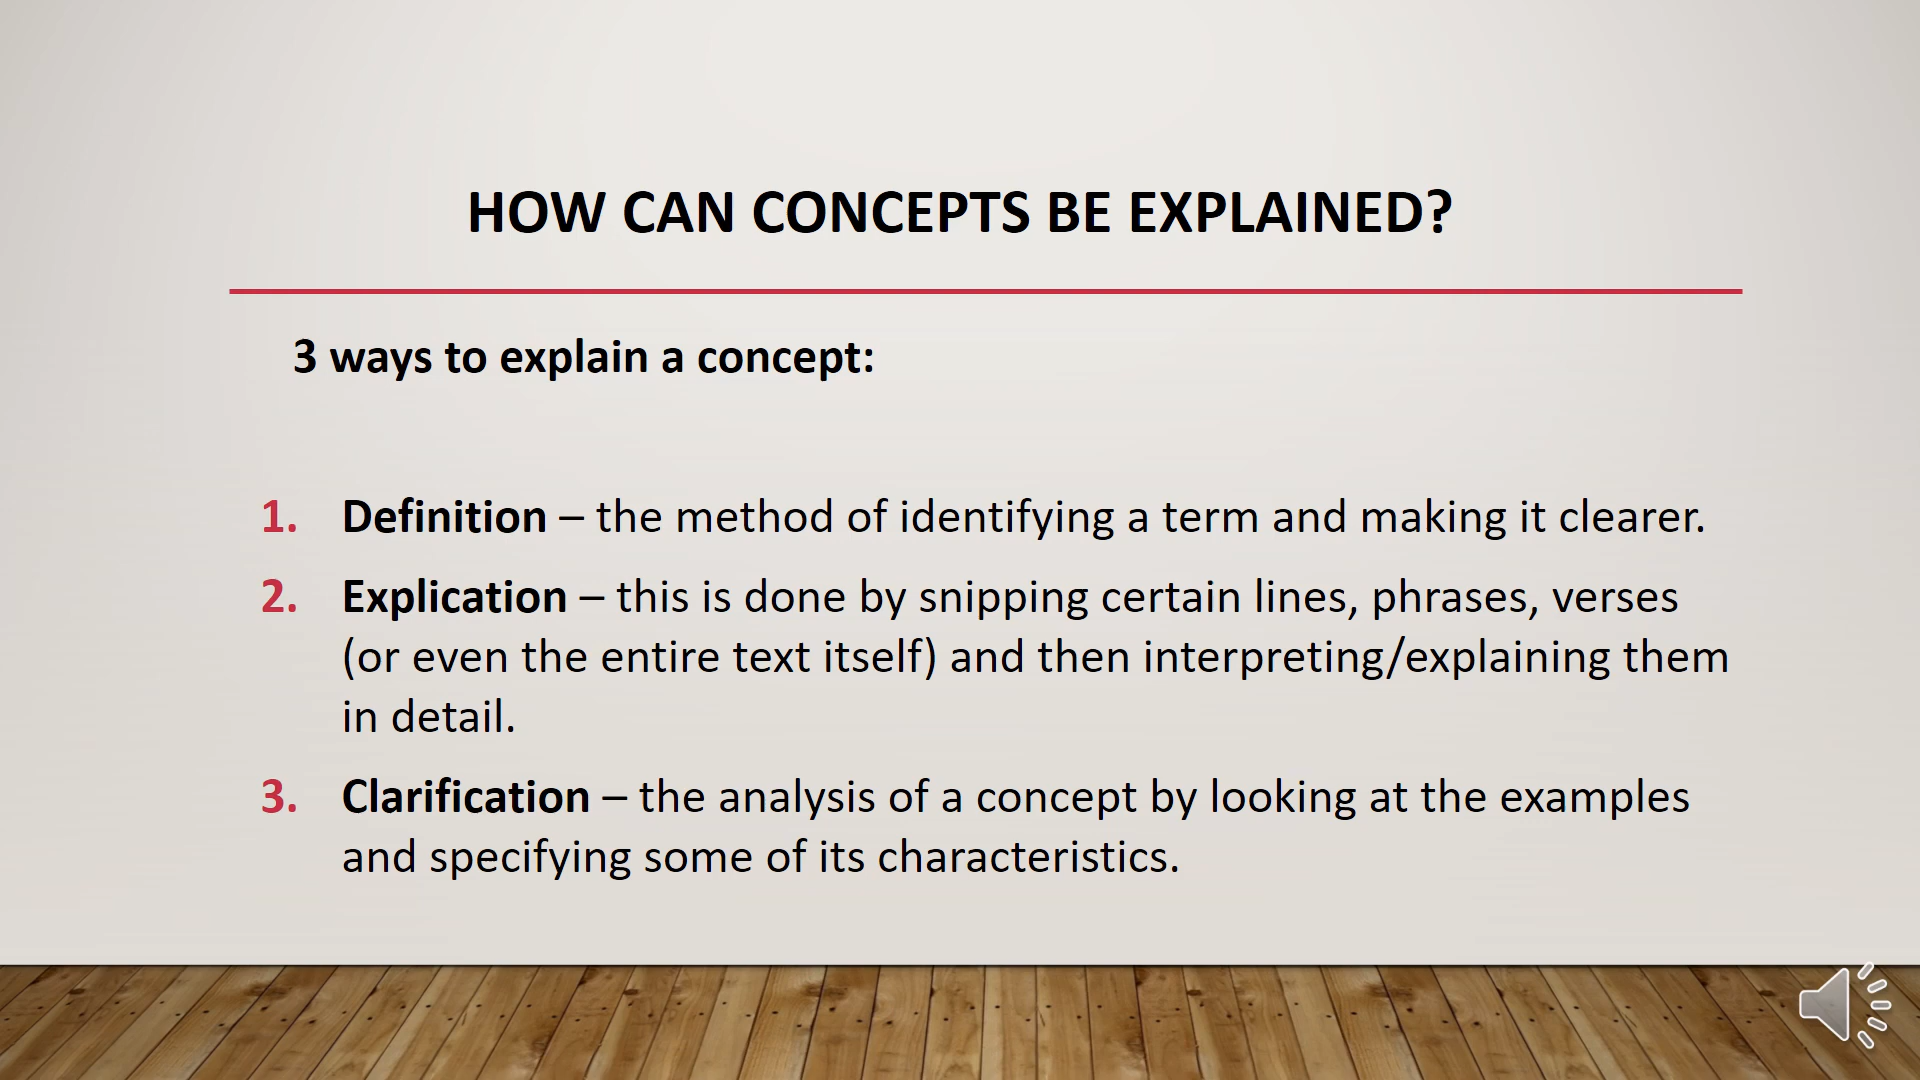 HOW CAN CONCEPTS BE EXPLAINED?
3 ways to explain a concept:
1. Definition – the method of identifying a term and making it clearer.
2. Explication – this is done by snipping certain lines, phrases, verses
(or even the entire text itself) and then interpreting/explaining them
in detail.
3. Clarification – the analysis of a concept by looking at the examples
and specifying some of its characteristics.